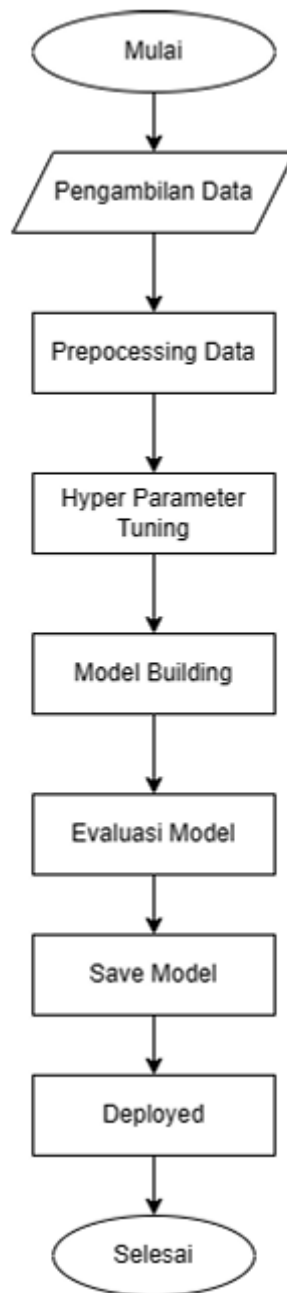 Mulai
Pengambilan Data
Prepocessing Data
Hyper Parameter
Tuning
Model Building
Evaluasi Model
Save Model
Deployed
Selesai